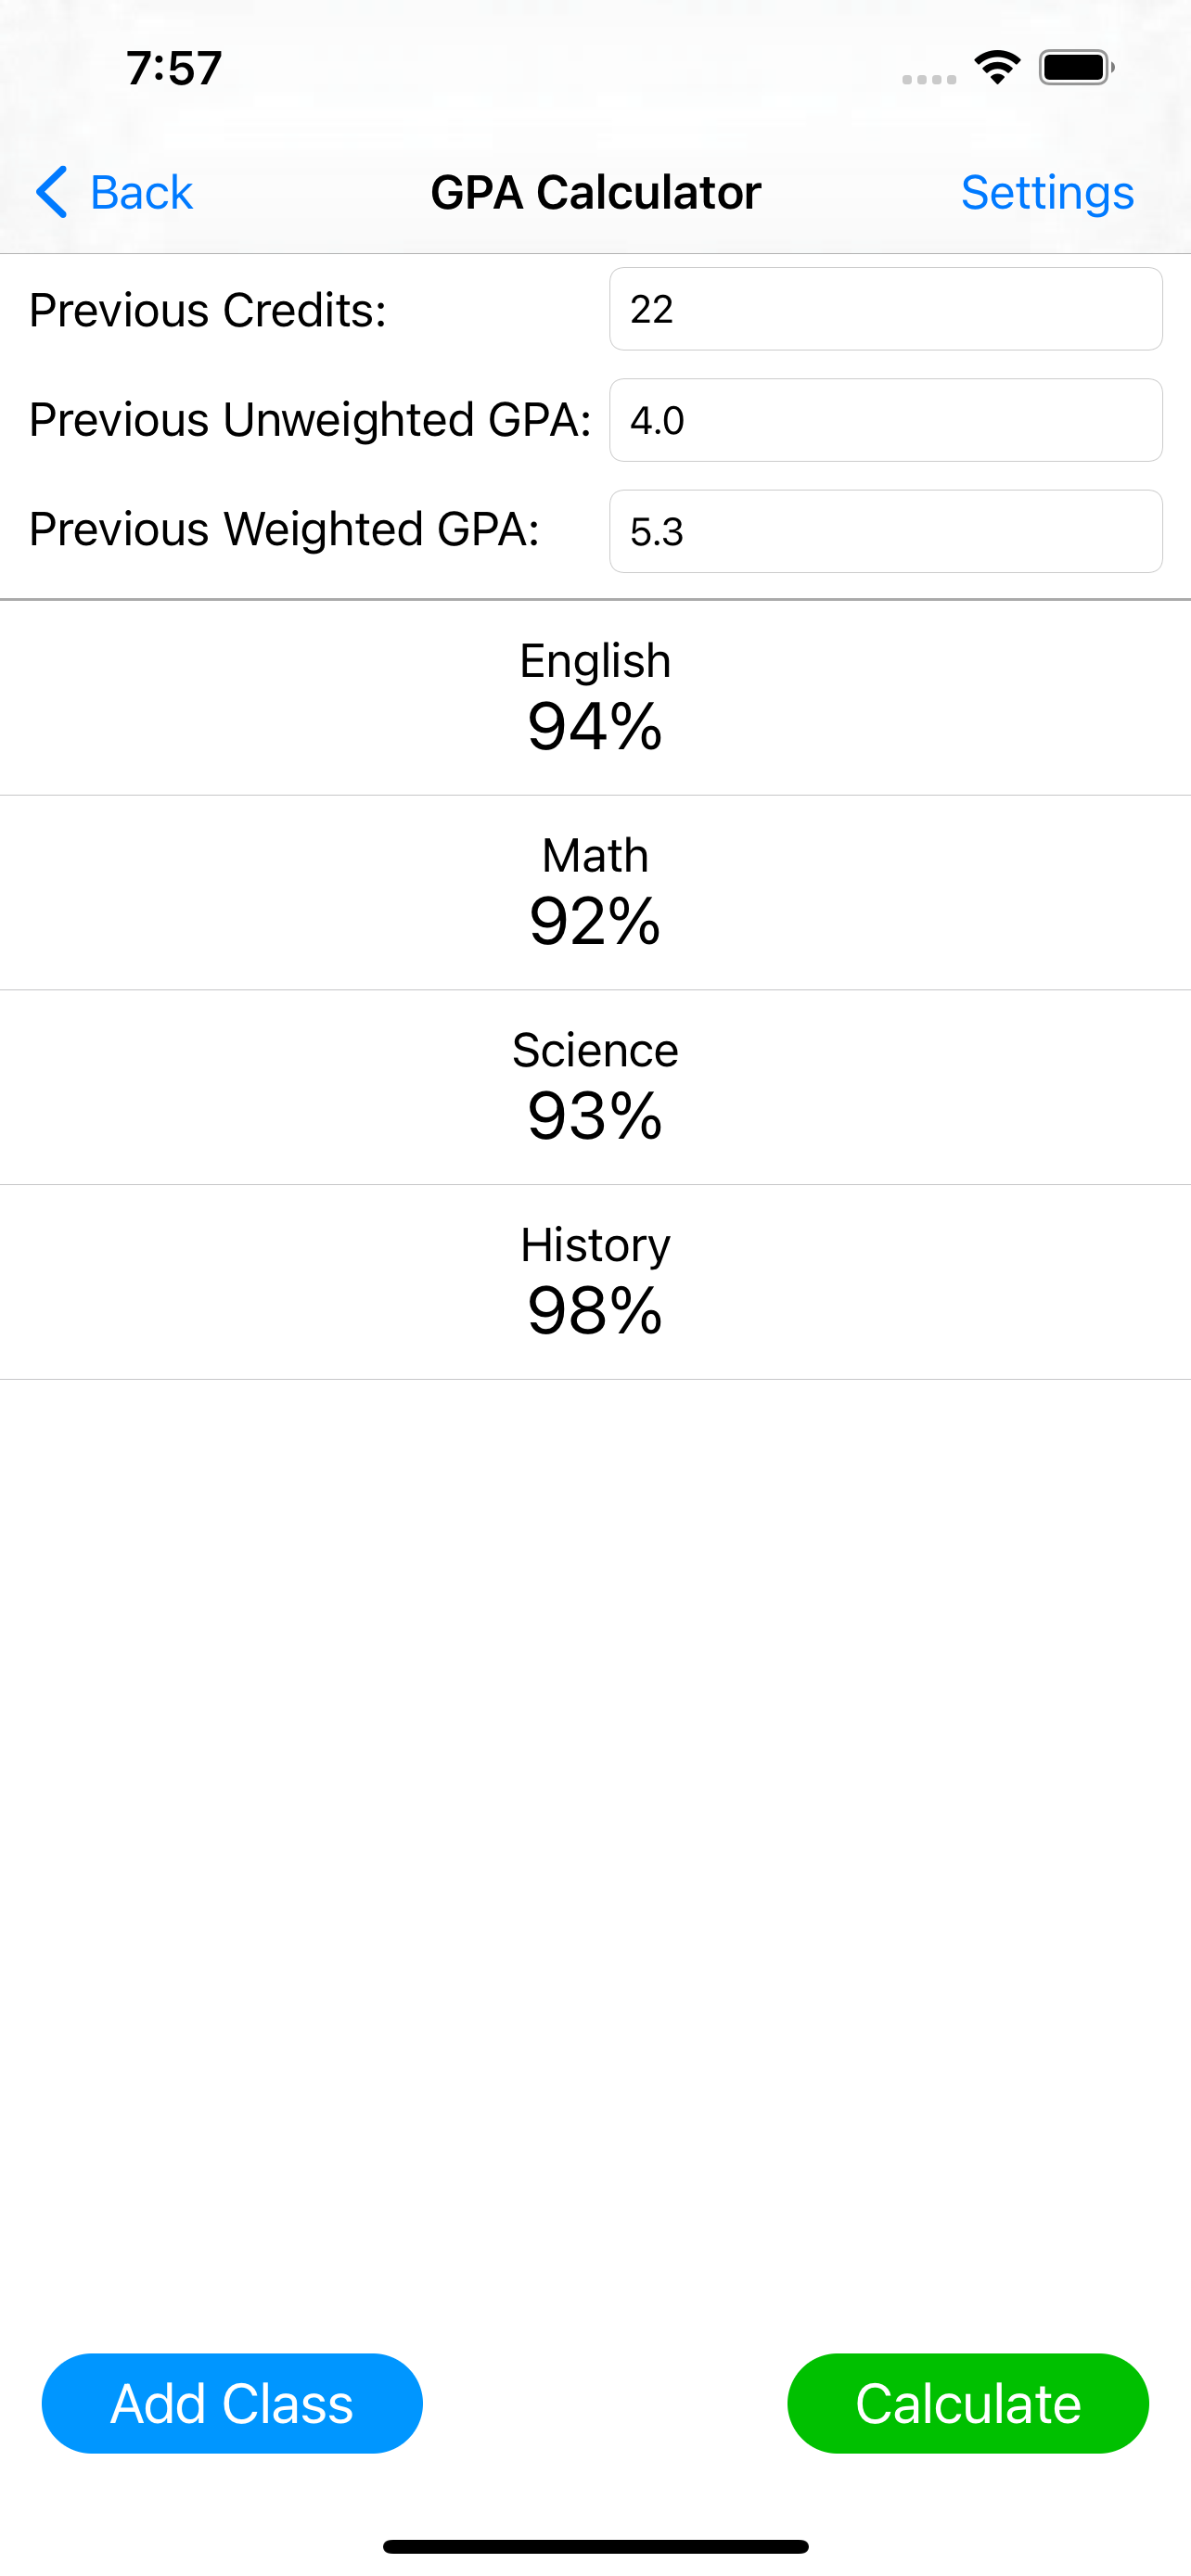 7:57
Back GPA Calculator Settings
Previous Credits: 22
Previous Unweighted GPA: 4.0
Previous Weighted GPA: 5.3
English
94%
Math
92%
Science
93%
History
98%
Add Class Calculate